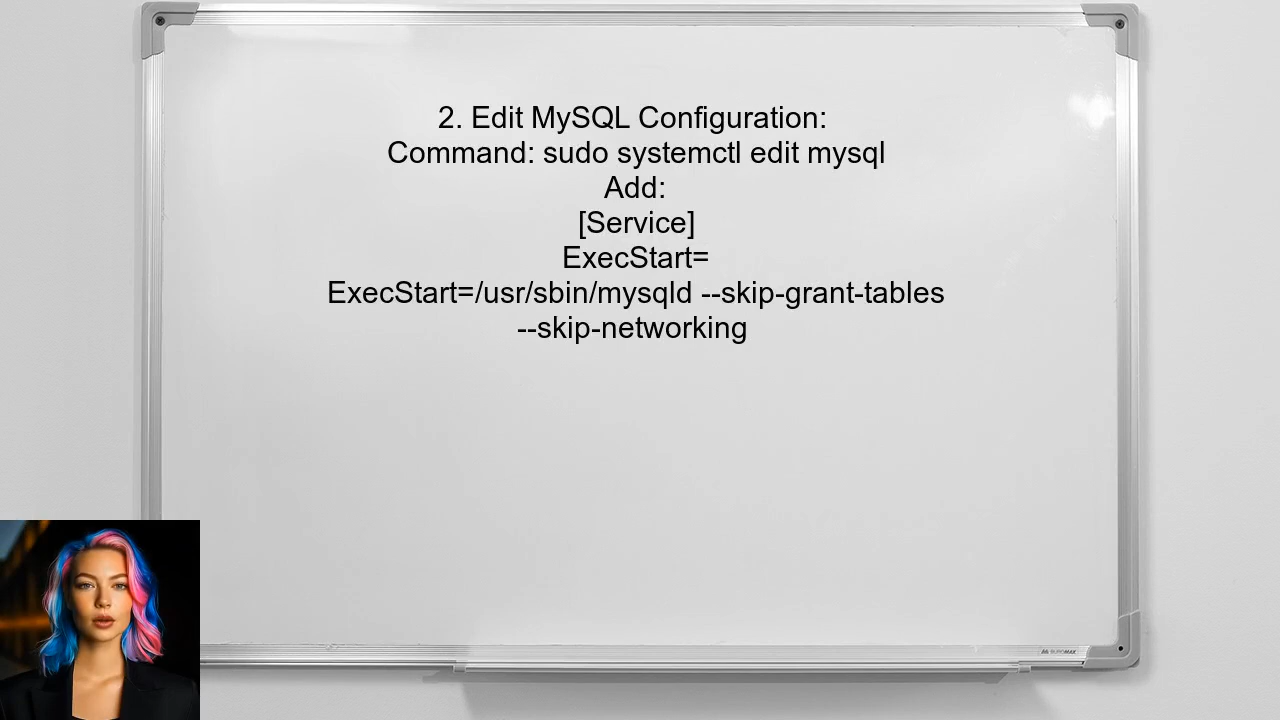 2. Edit MySQL Configuration:
Command: sudo systemctl edit mysql
Add:
[Service]
ExecStart=
ExecStart=/usr/sbin/mysqld --skip-grant-tables
--skip-networking